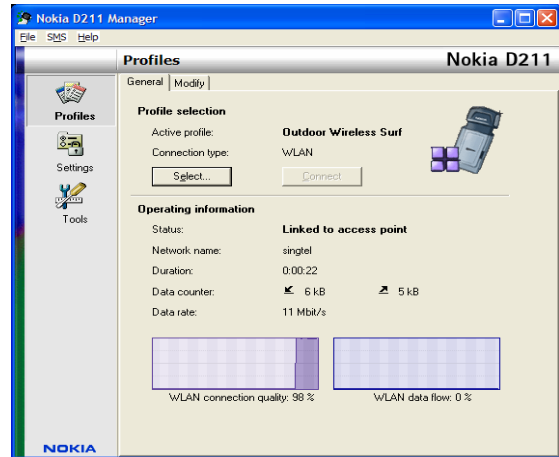 Nokia D211 Manager
File SMS Help
Profiles Nokia D211
General Modify
Profiles
Settings
Tools
Profile selection
Active profile: Outdoor Wireless Surf
Connection type: WLAN
Select... Connect
Operating information
Status: Linked to access point
Network name: singtel
Duration: 0:00:22
Data counter: 6 kB 5 kB
Data rate: 11 Mbit/s
WLAN connection quality: 98 % WLAN data flow: 0 %
NOKIA